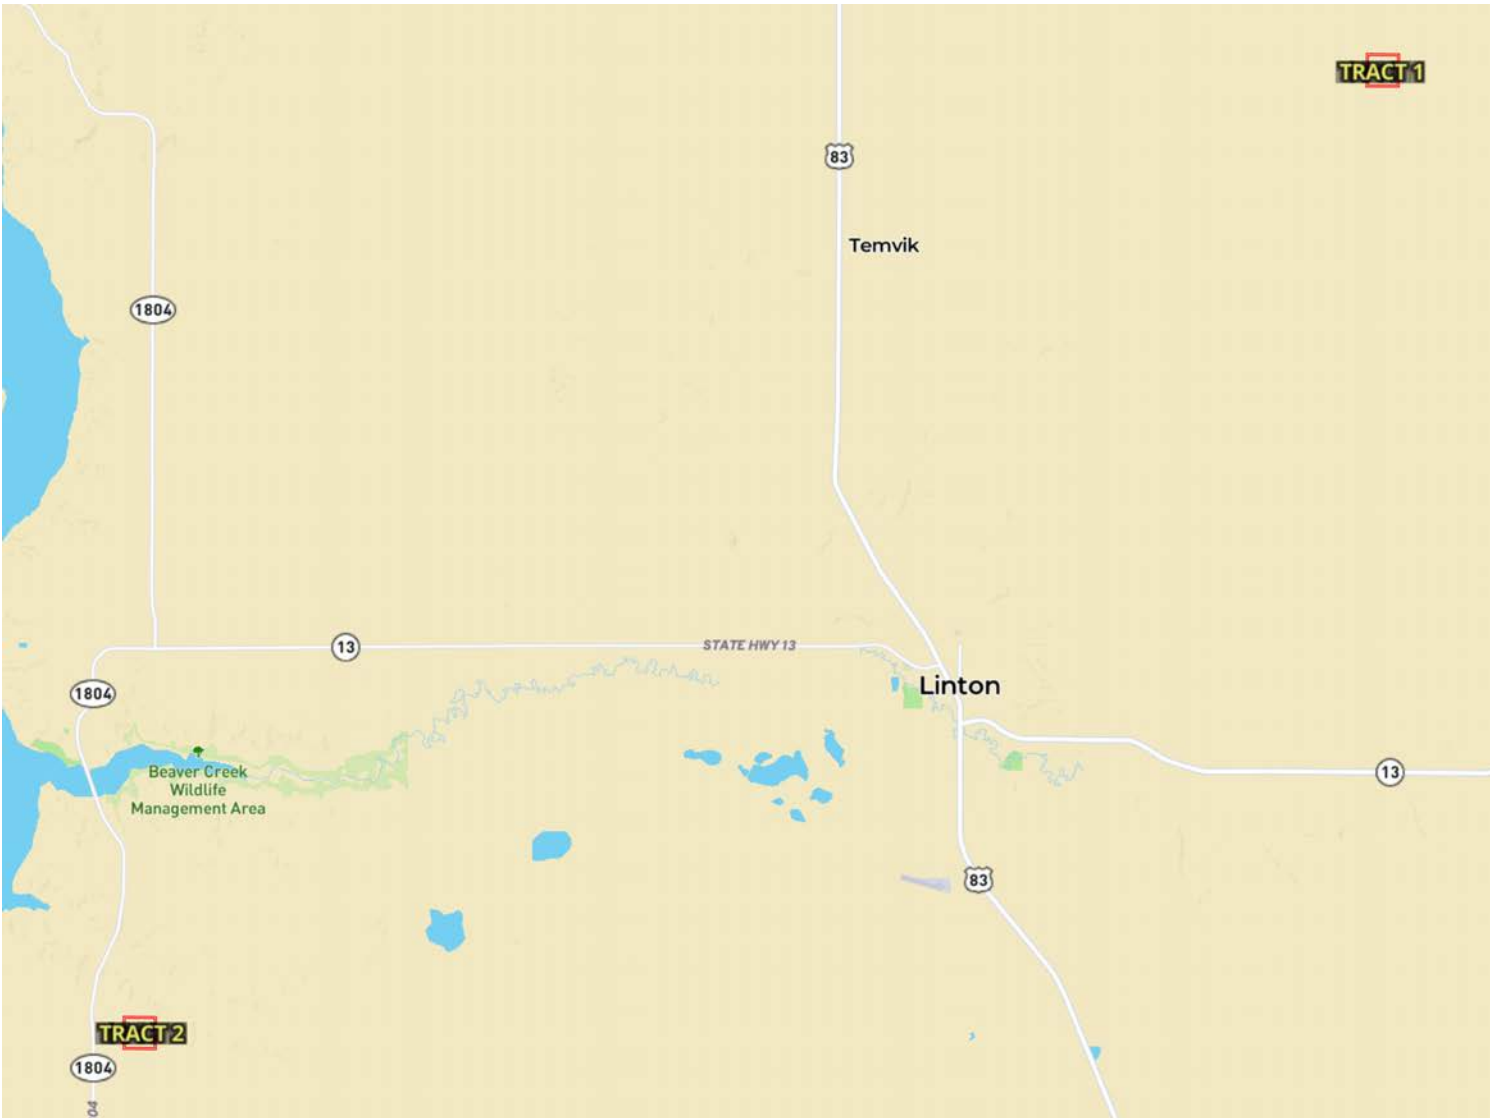 TRACT 1
83
Temvik
1804
13
STATE HWY 13
Linton
1804
Beaver Creek
Wildlife
Management Area
13
83
TRACT 2
1804
04